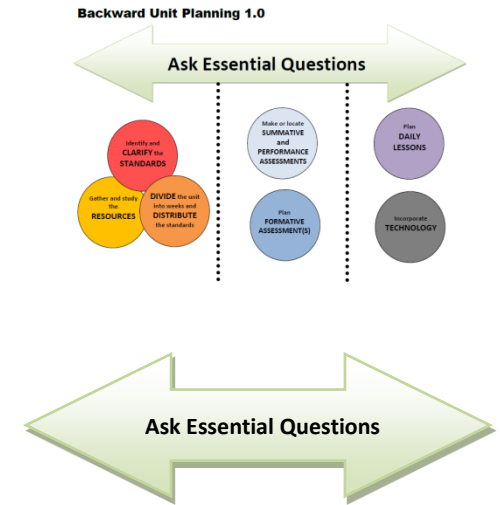 Backward Unit Planning 1.0
Ask Essential Questions
Identify and
CLARIFY the
STANDARDS
Gather and study
the
RESOURCES
DIVIDE the unit
into weeks and
DISTRIBUTE
the standards
Make or locate
SUMMATIVE
and
PERFORMANCE
ASSESSMENTS
Plan
FORMATIVE
ASSESSMENT(S)
Plan
DAILY
LESSONS
Incorporate
TECHNOLOGY
Ask Essential Questions